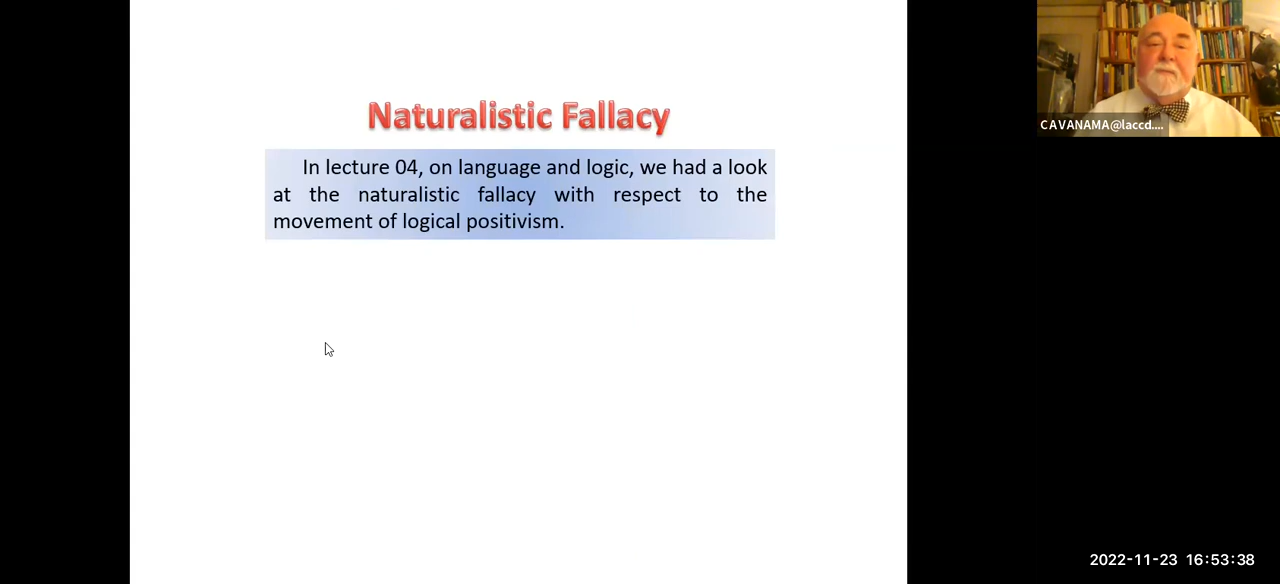 Naturalistic Fallacy
In lecture 04, on language and logic, we had a look
at the naturalistic fallacy with respect to the
movement of logical positivism.
CAVANAMA@laccd....
2022-11-23 16:53:38